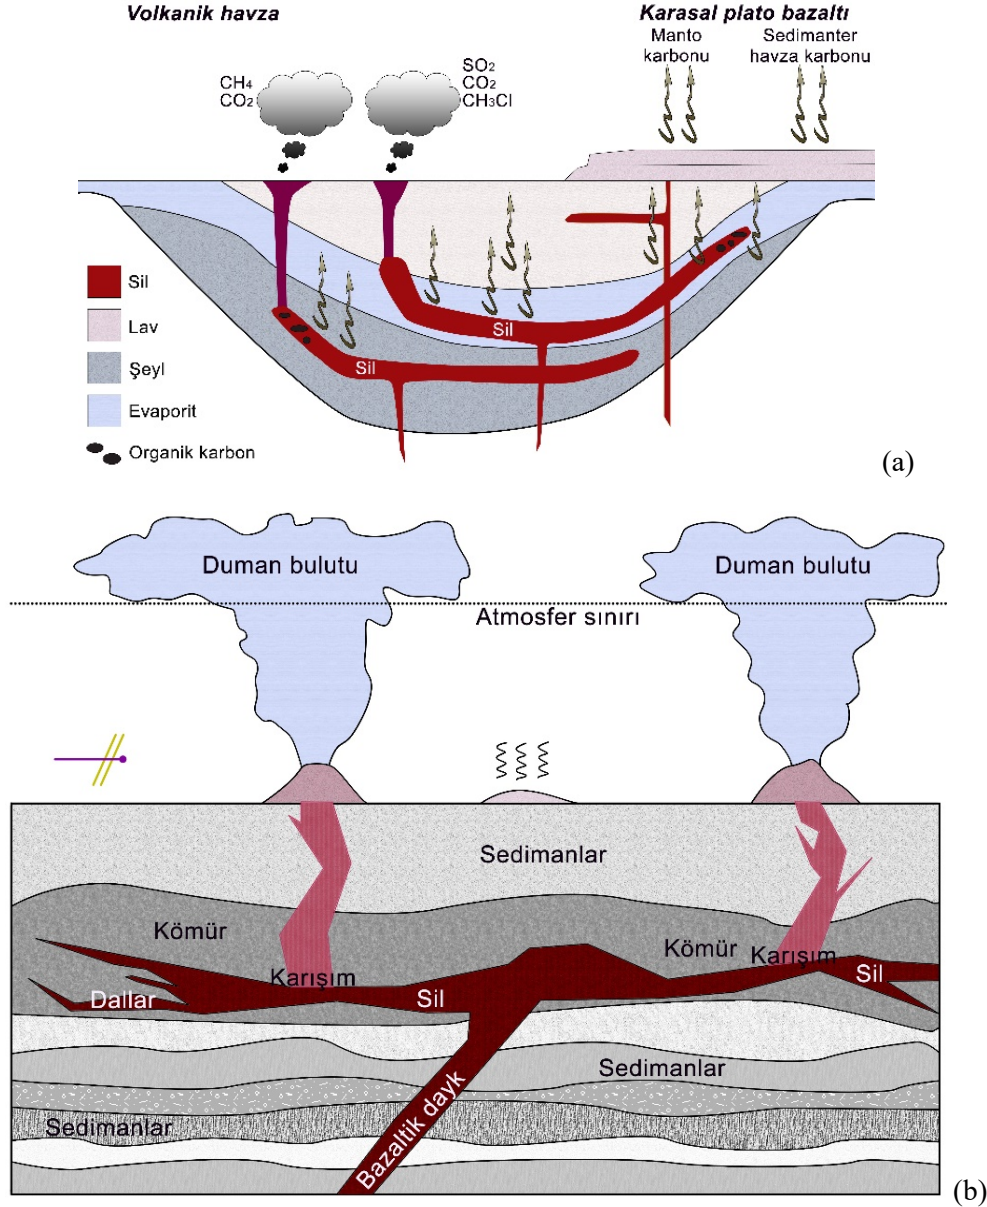 Volkanik havza
Karasal plato bazaltı
Manto
karbonu
Sedimanter
havza karbonu
CH4
CO2
SO2
CO2
CH3Cl
Sil
Lav
Şeyl
Evaporit
Organik karbon
Sil
Sil
(a)
Duman bulutu
Duman bulutu
Atmosfer sınırı
Sedimanlar
Kömür
Kömür
Karışım
Karışım
Dallar
Sil
Sil
Sedimanlar
Sedimanlar
Bazaltik dayk
(b)